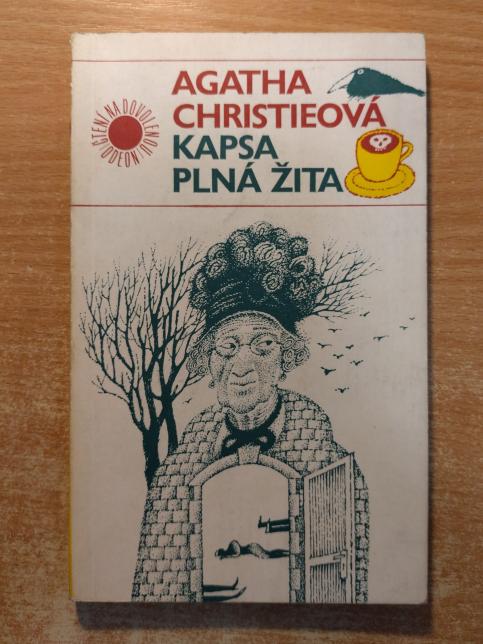 AGATHA
CHRISTIEOVÁ
KAPSA
PLNÁ ŽITA
ČTENÍ NA DOVOLENOU
ODEON